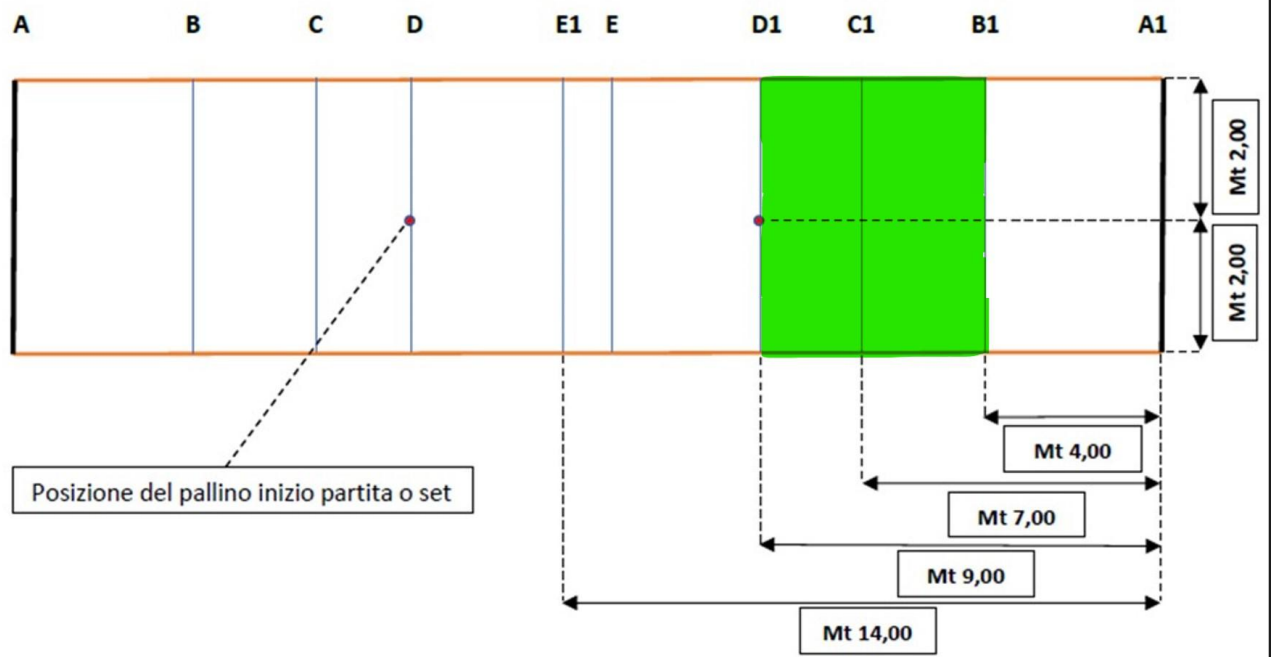 A B C D E1 E D1 C1 B1 A1
Mt 2,00
Mt 2,00
Mt 4,00
Posizione del pallino inizio partita o set
Mt 7,00
Mt 9,00
Mt 14,00